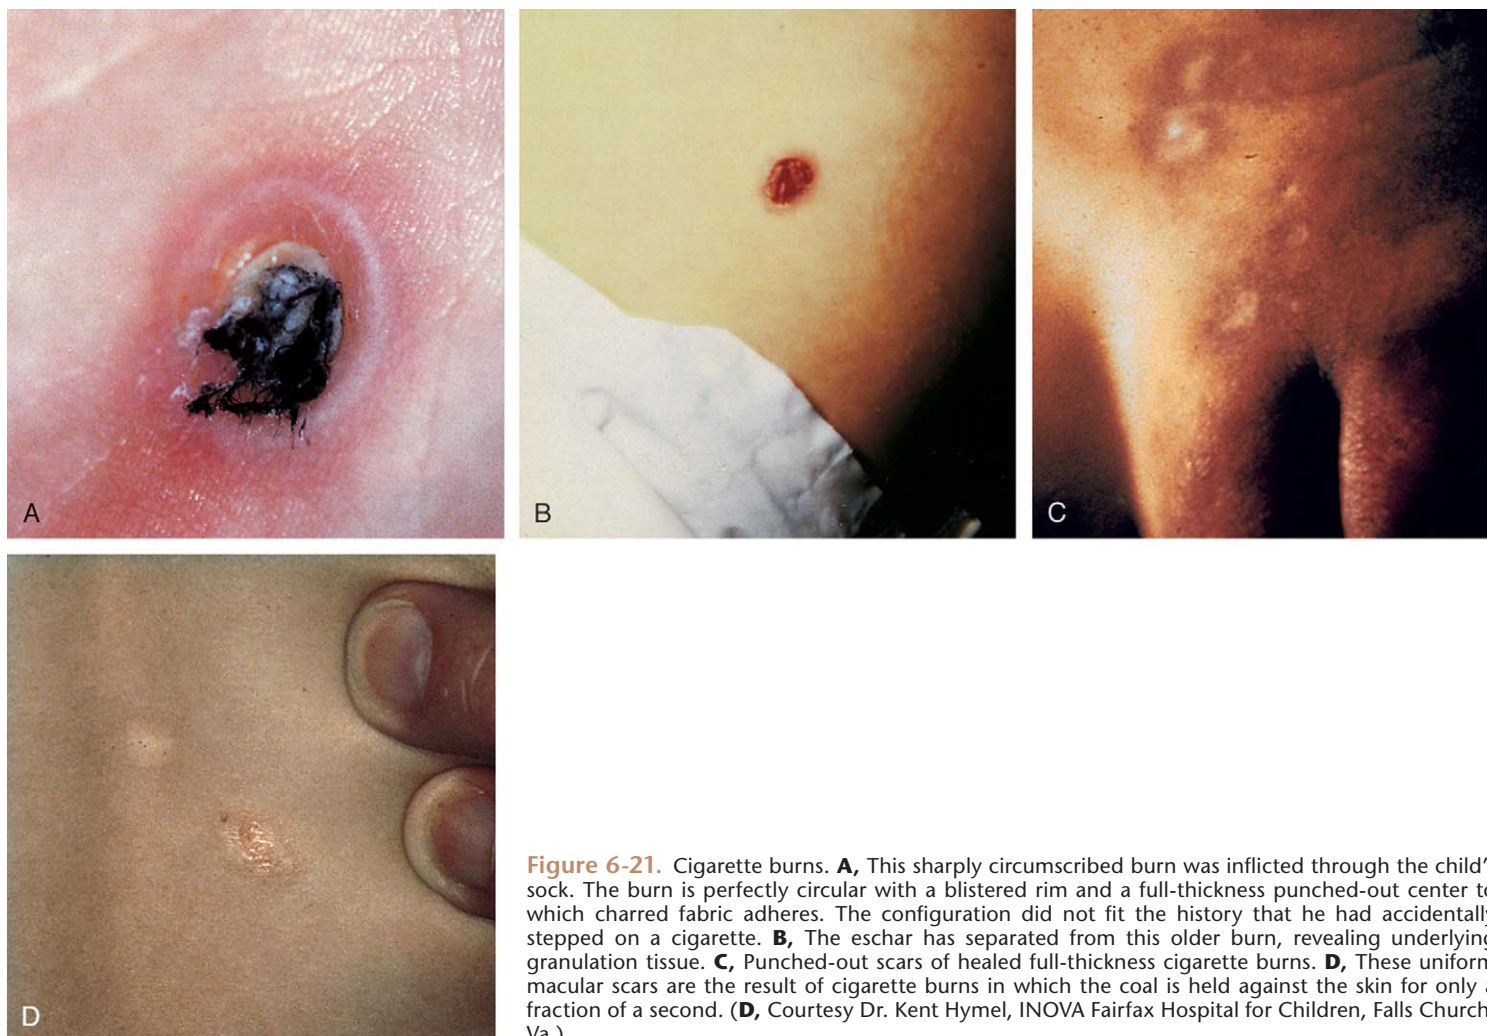 A
B
C
D
Figure 6-21. Cigarette burns. A, This sharply circumscribed burn was inflicted through the child'
sock. The burn is perfectly circular with a blistered rim and a full-thickness punched-out center to
which charred fabric adheres. The configuration did not fit the history that he had accidentally
stepped on a cigarette. B, The eschar has separated from this older burn, revealing underlying
granulation tissue. C, Punched-out scars of healed full-thickness cigarette burns. D, These uniform
macular scars are the result of cigarette burns in which the coal is held against the skin for only a
fraction of a second. (D, Courtesy Dr. Kent Hymel, INOVA Fairfax Hospital for Children, Falls Church,
Va.)